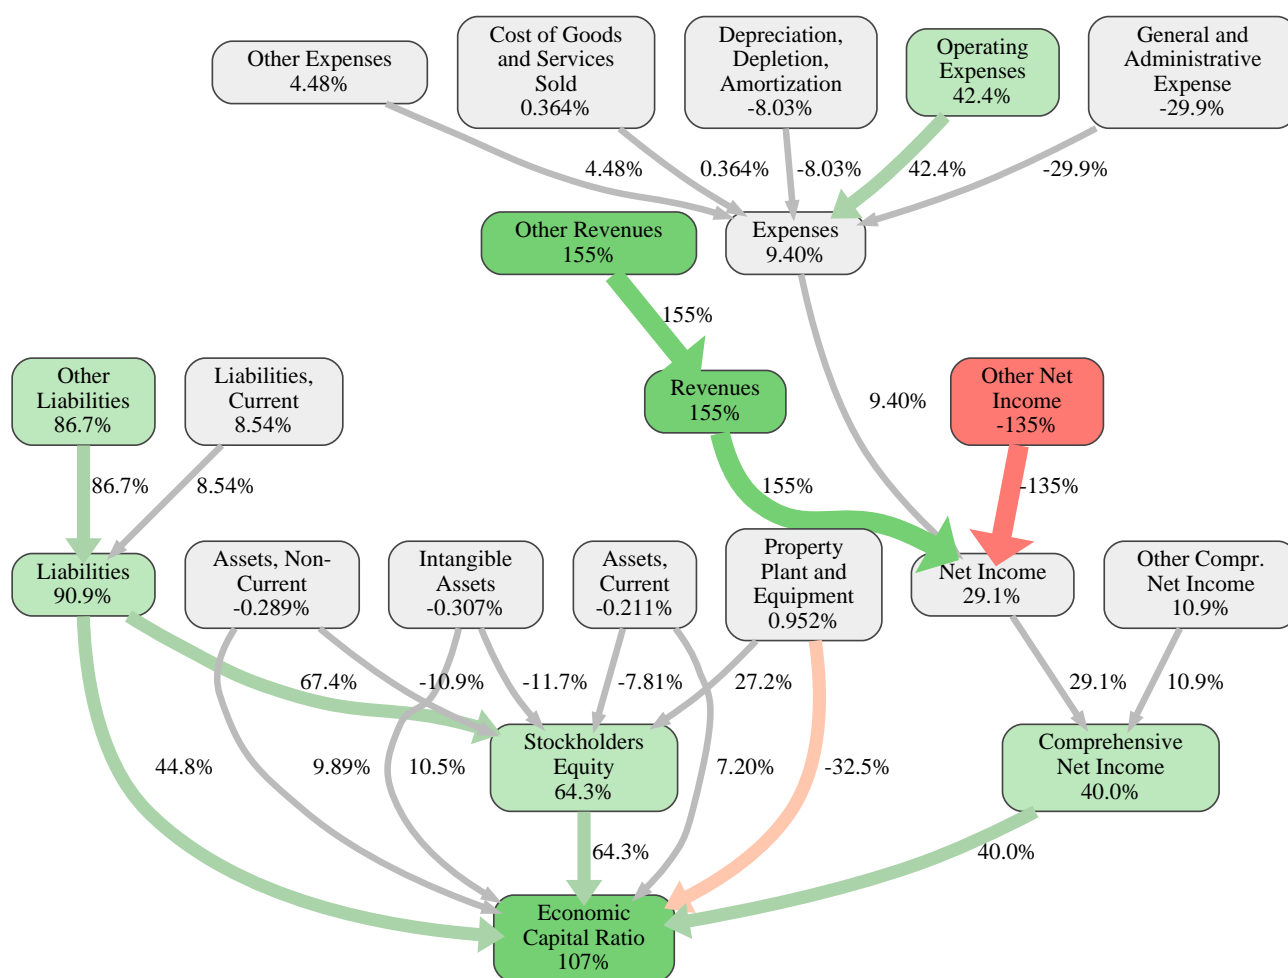 Other Expenses
4.48%
Cost of Goods
and Services
Sold
0.364%
Depreciation,
Depletion,
Amortization
-8.03%
Operating
Expenses
42.4%
General and
Administrative
Expense
-29.9%
4.48%
0.364%
-8.03%
42.4%
-29.9%
Other Revenues
155%
Expenses
9.40%
155%
Other
Liabilities
86.7%
Liabilities,
Current
8.54%
Revenues
155%
9.40%
Other Net
Income
-135%
86.7%
8.54%
155%
-135%
Liabilities
90.9%
Assets, Non-
Current
-0.289%
Intangible
Assets
-0.307%
Assets,
Current
-0.211%
Property
Plant and
Equipment
0.952%
Net Income
29.1%
Other Compr.
Net Income
10.9%
67.4%
-10.9%
-11.7%
-7.81%
27.2%
29.1%
10.9%
44.8%
9.89%
10.5%
Stockholders
Equity
64.3%
7.20%
-32.5%
Comprehensive
Net Income
40.0%
64.3%
40.0%
Economic
Capital Ratio
107%